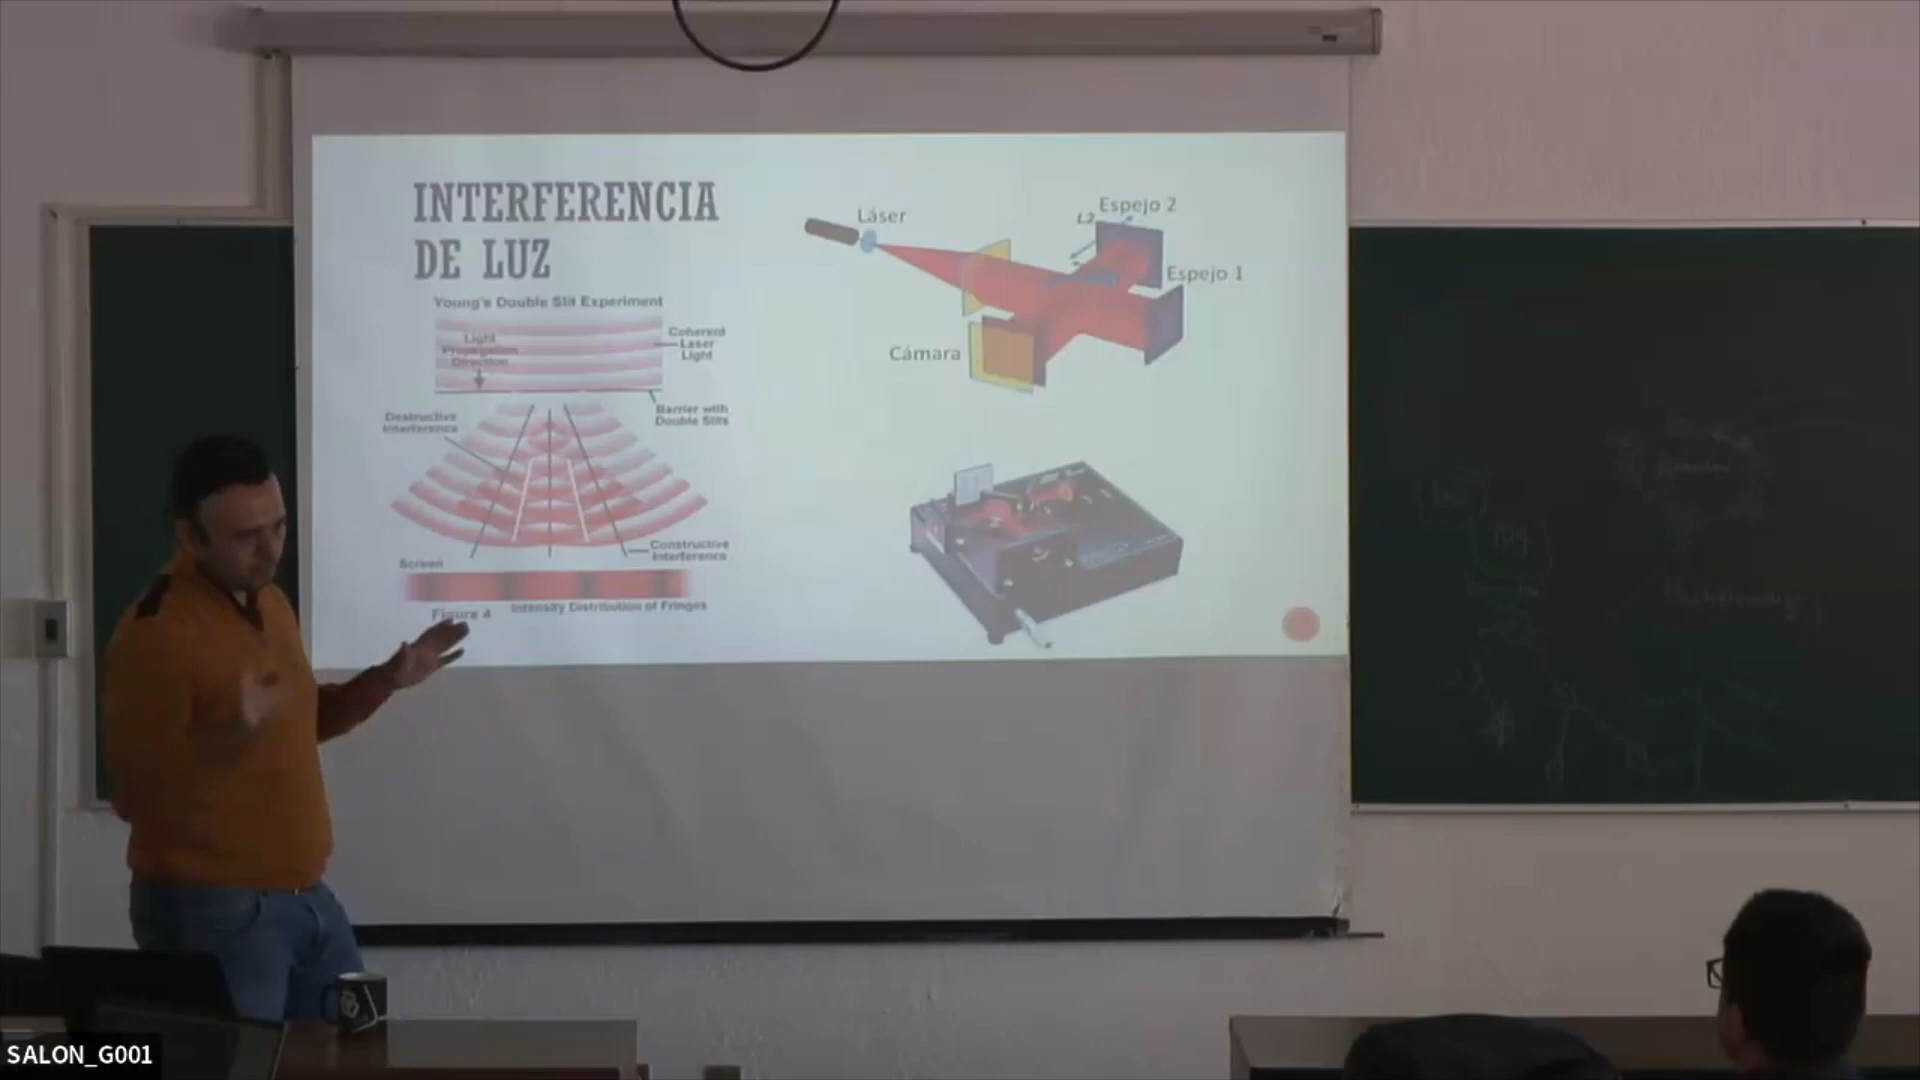 INTERFERENCIA
DE LUZ
Young's Double Slit Experiment
Light
Propagation
Direction
Coherent
Laser
Light
Destructive
Interference
Barrier with
Double Slits
Constructive
Interference
Screen
Figure 4
Intensity Distribution of Fringes
Láser
Espejo 2
L2
Espejo 1
Cámara
SALON_G001